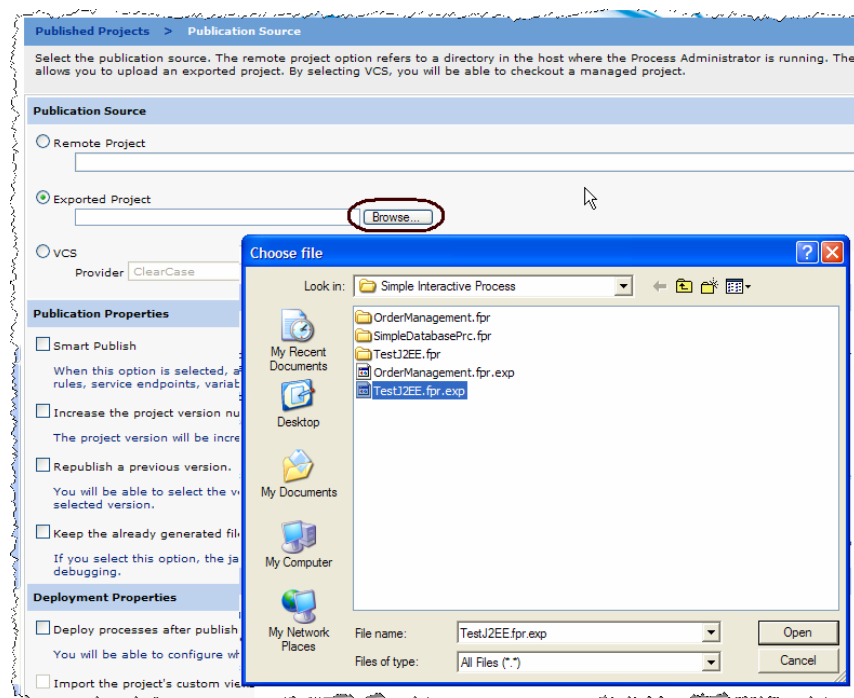 Published Projects > Publication Source
Select the publication source. The remote project option refers to a directory in the host where the Process Administrator is running. The
allows you to upload an exported project. By selecting VCS, you will be able to checkout a managed project.
Publication Source
Remote Project
Exported Project
Browse...
VCS
Provider ClearCase
Choose file
Look in: Simple Interactive Process
OrderManagement.fpr
SimpleDatabasePrc.fpr
TestJ2EE.fpr
OrderManagement.fpr.exp
TestJ2EE.fpr.exp
My Recent
Documents
Desktop
My Documents
My Computer
My Network
Places
File name: TestJ2EE.fpr.exp
Open
Files of type: All Files (*.*)
Cancel
Publication Properties
Smart Publish
When this option is selected, a
rules, service endpoints, variab
Increase the project version nu
The project version will be incre
Republish a previous version.
You will be able to select the v
selected version.
Keep the already generated fil
If you select this option, the ja
debugging.
Deployment Properties
Deploy processes after publish
You will be able to configure wh
Import the project's custom vie